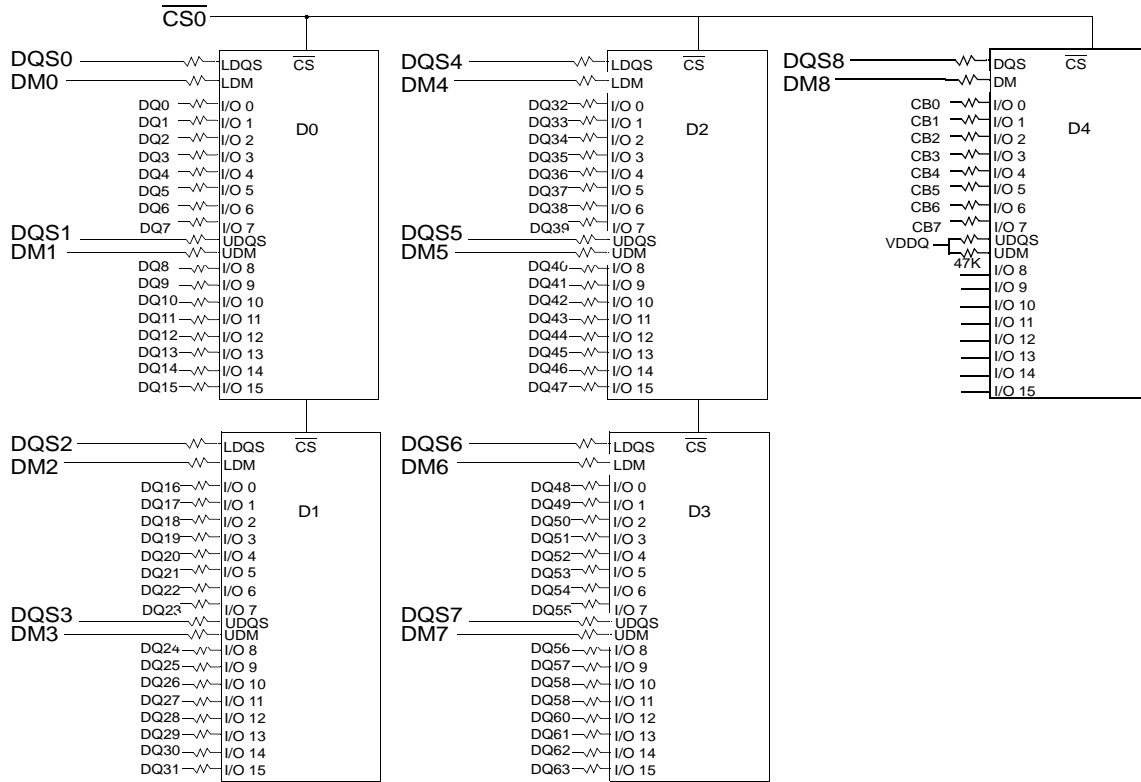 CS0
DQS0 LDQS CS
DM0 LDM
DQ0 I/O 0
DQ1 I/O 1
D0
DQ2 I/O 2
DQ3 I/O 3
DQ4 I/O 4
DQ5 I/O 5
DQ6 I/O 6
DQ7 I/O 7
DQS1 UDQS
DM1 UDM
DQ8 I/O 8
DQ9 I/O 9
DQ10 I/O 10
DQ11 I/O 11
DQ12 I/O 12
DQ13 I/O 13
DQ14 I/O 14
DQ15 I/O 15
DQS4 LDQS CS
DM4 LDM
DQ32 I/O 0
DQ33 I/O 1
D2
DQ34 I/O 2
DQ35 I/O 3
DQ36 I/O 4
DQ37 I/O 5
DQ38 I/O 6
DQ39 I/O 7
DQS5 UDQS
DM5 UDM
DQ40 I/O 8
DQ41 I/O 9
DQ42 I/O 10
DQ43 I/O 11
DQ44 I/O 12
DQ45 I/O 13
DQ46 I/O 14
DQ47 I/O 15
DQS8 DQS CS
DM8 DM
CB0 I/O 0
CB1 I/O 1
D4
CB2 I/O 2
CB3 I/O 3
CB4 I/O 4
CB5 I/O 5
CB6 I/O 6
CB7 I/O 7
VDDQ UDQS
UDM
47K
I/O 8
I/O 9
I/O 10
I/O 11
I/O 12
I/O 13
I/O 14
I/O 15
DQS2 LDQS CS
DM2 LDM
DQ16 I/O 0
DQ17 I/O 1
D1
DQ18 I/O 2
DQ19 I/O 3
DQ20 I/O 4
DQ21 I/O 5
DQ22 I/O 6
DQ23 I/O 7
DQS3 UDQS
DM3 UDM
DQ24 I/O 8
DQ25 I/O 9
DQ26 I/O 10
DQ27 I/O 11
DQ28 I/O 12
DQ29 I/O 13
DQ30 I/O 14
DQ31 I/O 15
DQS6 LDQS CS
DM6 LDM
DQ48 I/O 0
DQ49 I/O 1
D3
DQ50 I/O 2
DQ51 I/O 3
DQ52 I/O 4
DQ53 I/O 5
DQ54 I/O 6
DQ55 I/O 7
DQS7 UDQS
DM7 UDM
DQ56 I/O 8
DQ57 I/O 9
DQ58 I/O 10
DQ58 I/O 11
DQ60 I/O 12
DQ61 I/O 13
DQ62 I/O 14
DQ63 I/O 15